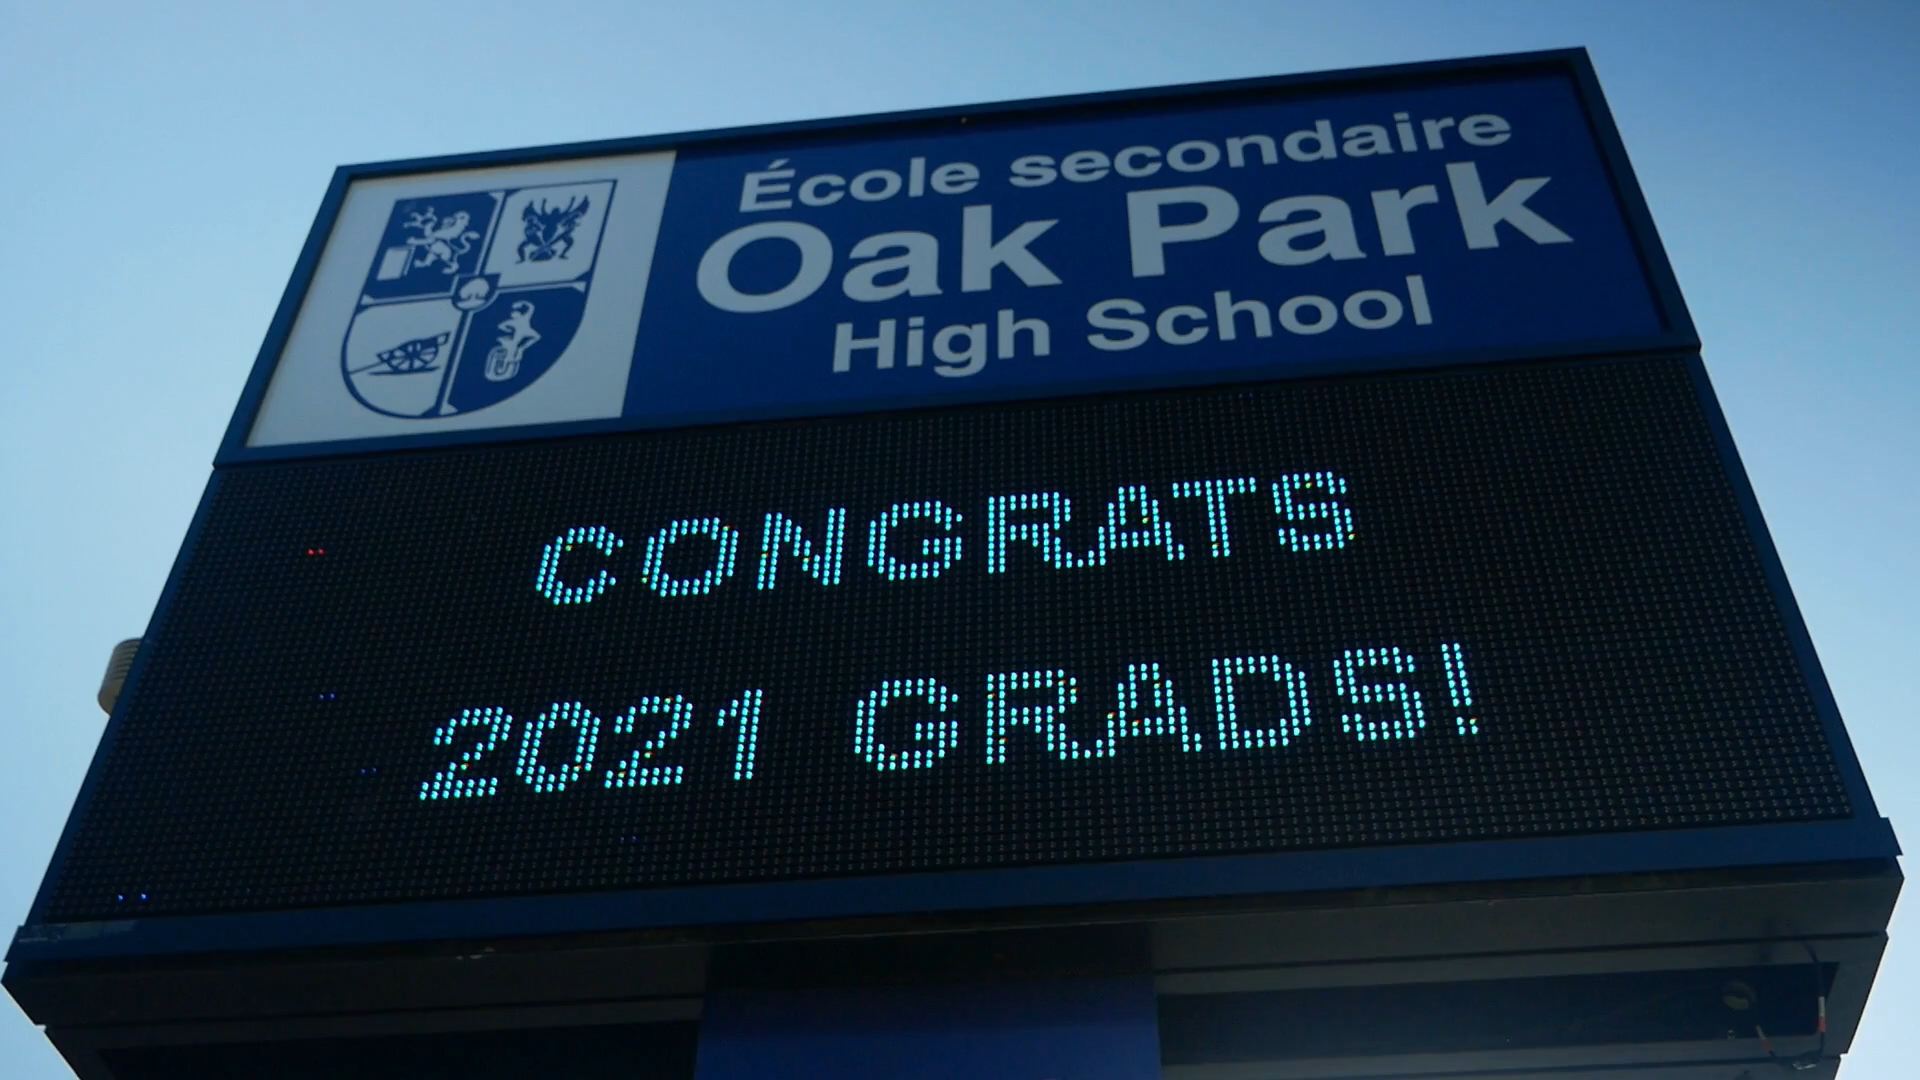 École secondaire
Oak Park
High School
CONGRATS
2021 GRADS!